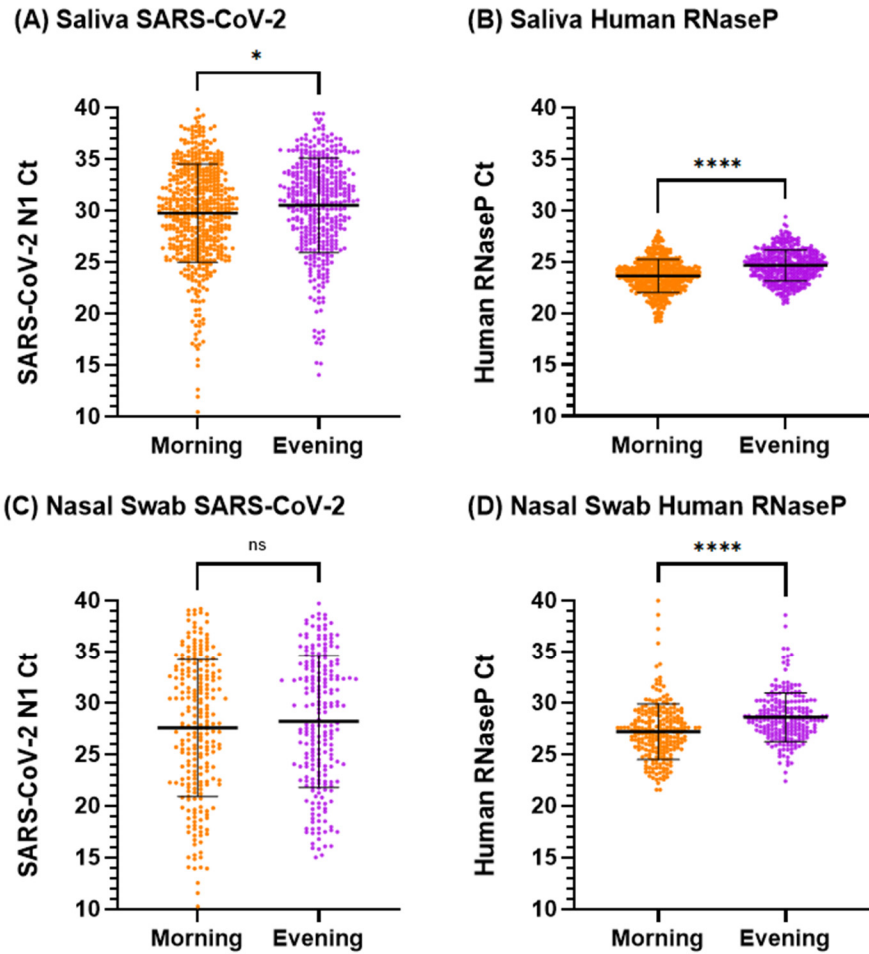 (A) Saliva SARS-CoV-2
*
40
35
30
25
20
15
10
SARS-CoV-2 N1 Ct
Morning Evening
(B) Saliva Human RNaseP
****
40
35
30
25
20
15
10
Human RNaseP Ct
Morning Evening
(C) Nasal Swab SARS-CoV-2
ns
40
35
30
25
20
15
10
SARS-CoV-2 N1 Ct
Morning Evening
(D) Nasal Swab Human RNaseP
****
40
35
30
25
20
15
10
Human RNaseP Ct
Morning Evening